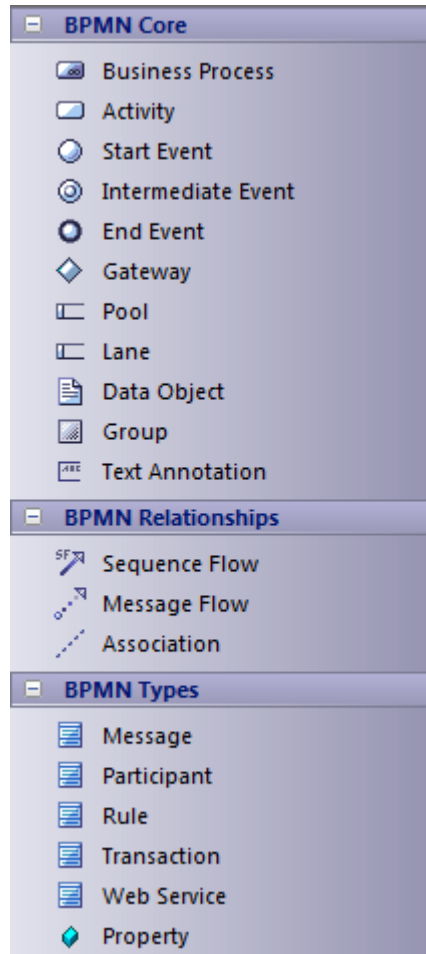 BPMN Core
Business Process
Activity
Start Event
Intermediate Event
End Event
Gateway
Pool
Lane
Data Object
Group
Text Annotation
BPMN Relationships
SF Sequence Flow
Message Flow
Association
BPMN Types
Message
Participant
Rule
Transaction
Web Service
Property